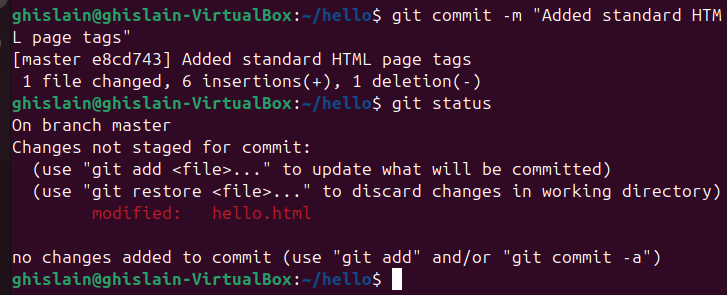 ghislain@ghislain-VirtualBox:~/hello$ git commit -m "Added standard HTM
L page tags"
[master e8cd743] Added standard HTML page tags
 1 file changed, 6 insertions(+), 1 deletion(-)
ghislain@ghislain-VirtualBox:~/hello$ git status
On branch master
Changes not staged for commit:
  (use "git add <file>..." to update what will be committed)
  (use "git restore <file>..." to discard changes in working directory)
        modified:   hello.html

no changes added to commit (use "git add" and/or "git commit -a")
ghislain@ghislain-VirtualBox:~/hello$